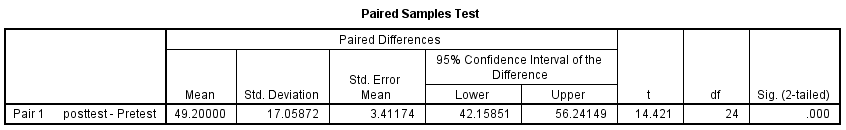 Paired Samples Test
Paired Differences
95% Confidence Interval of the
Difference
Mean Std. Deviation Std. Error
Mean Lower Upper t df Sig. (2-tailed)
Pair 1 posttest - Pretest 49.20000 17.05872 3.41174 42.15851 56.24149 14.421 24 .000